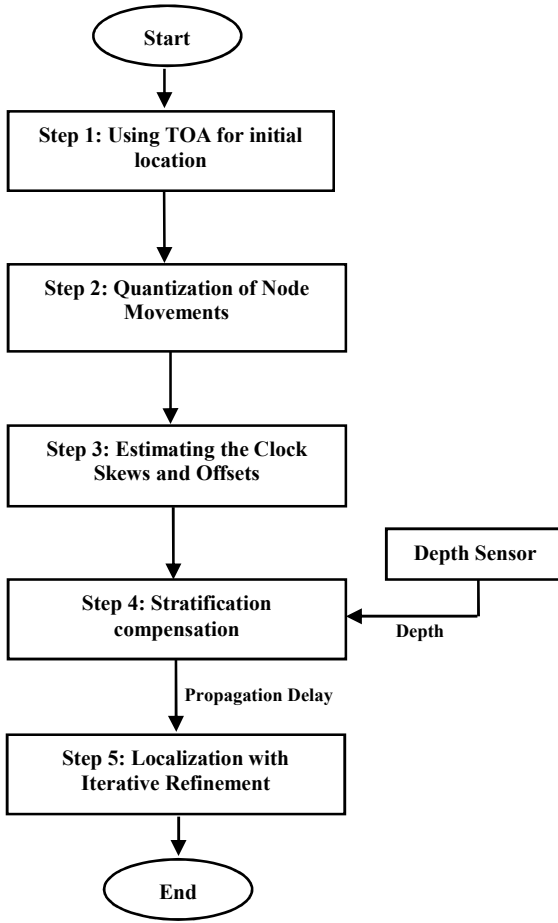 Start
Step 1: Using TOA for initial
location
Step 2: Quantization of Node
Movements
Step 3: Estimating the Clock
Skews and Offsets
Depth Sensor
Step 4: Stratification
compensation
Depth
Propagation Delay
Step 5: Localization with
Iterative Refinement
End